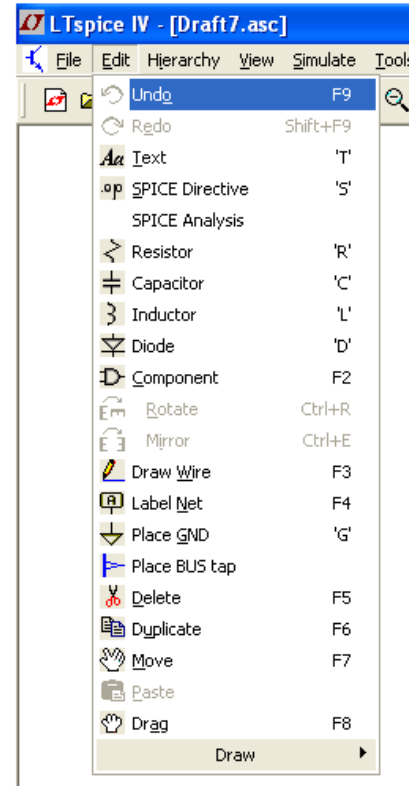 LTspice IV - [Draft7.asc]
File Edit Hierarchy View Simulate Tools
Undo F9
Redo Shift+F9
Aa Text 'T'
.op SPICE Directive 'S'
SPICE Analysis
Resistor 'R'
Capacitor 'C'
Inductor 'L'
Diode 'D'
Component F2
Rotate Ctrl+R
Mirror Ctrl+E
Draw Wire F3
A Label Net F4
Place GND 'G'
Place BUS tap
Delete F5
Duplicate F6
Move F7
Paste
Drag F8
Draw